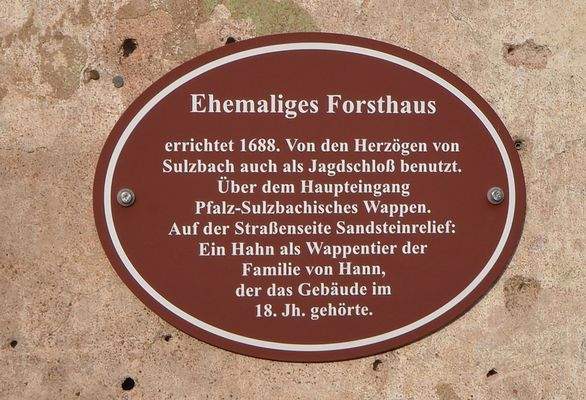 Ehemaliges Forsthaus
errichtet 1688. Von den Herzögen von
Sulzbach auch als Jagdschloß benutzt.
Über dem Haupteingang
Pfalz-Sulzbachisches Wappen.
Auf der Straßenseite Sandsteinrelief:
Ein Hahn als Wappentier der
Familie von Hann,
der das Gebäude im
18. Jh. gehörte.